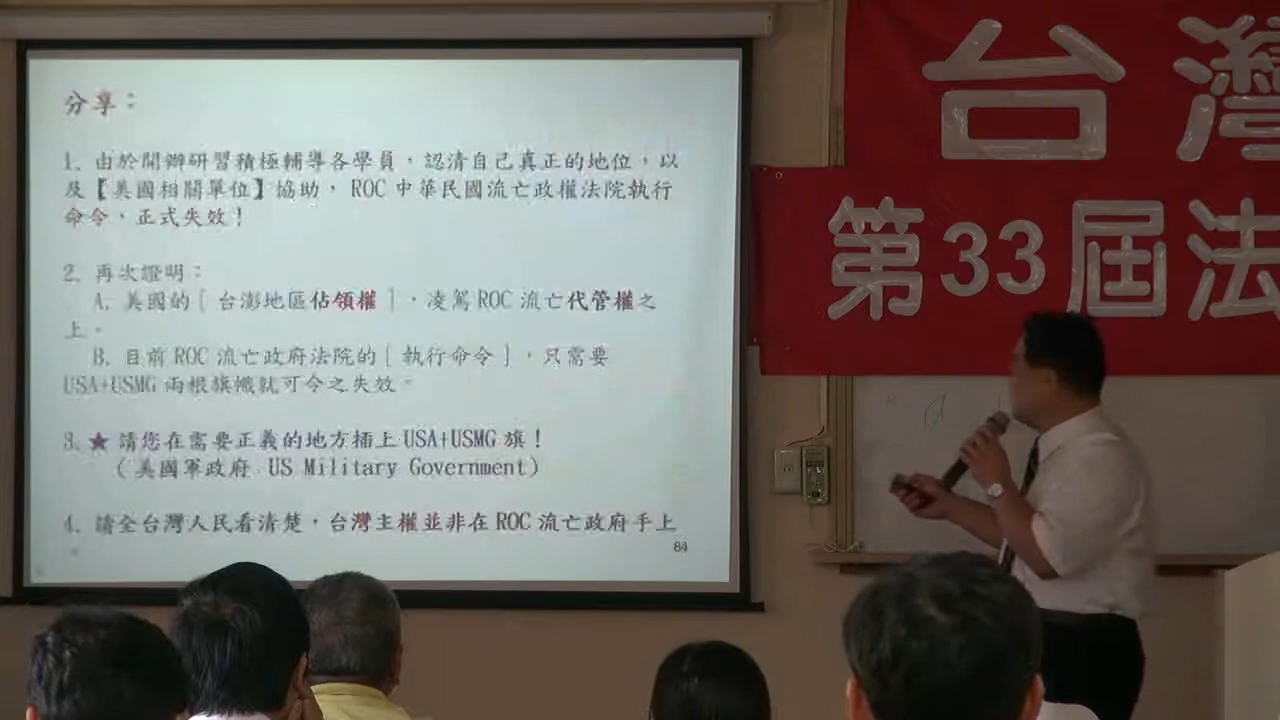 分享：
1. 由於開辦研習積極輔導各學員，認清自己真正的地位，以
及【美國相關單位】協助，ROC 中華民國流亡政權法院執行
命令，正式失效！
2. 再次證明：
A. 美國的[ 台澎地區佔領權 ]，凌駕 ROC 流亡代管權之
上。
B. 目前 ROC 流亡政府法院的[ 執行命令 ]，只需要
USA+USMG 兩根旗幟就可令之失效。
3. ★ 請您在需要正義的地方插上 USA+USMG 旗！
（美國軍政府 US Military Government）
4. 請全台灣人民看清楚，台灣主權並非在 ROC 流亡政府手上
。
84
台灣
第33屆法